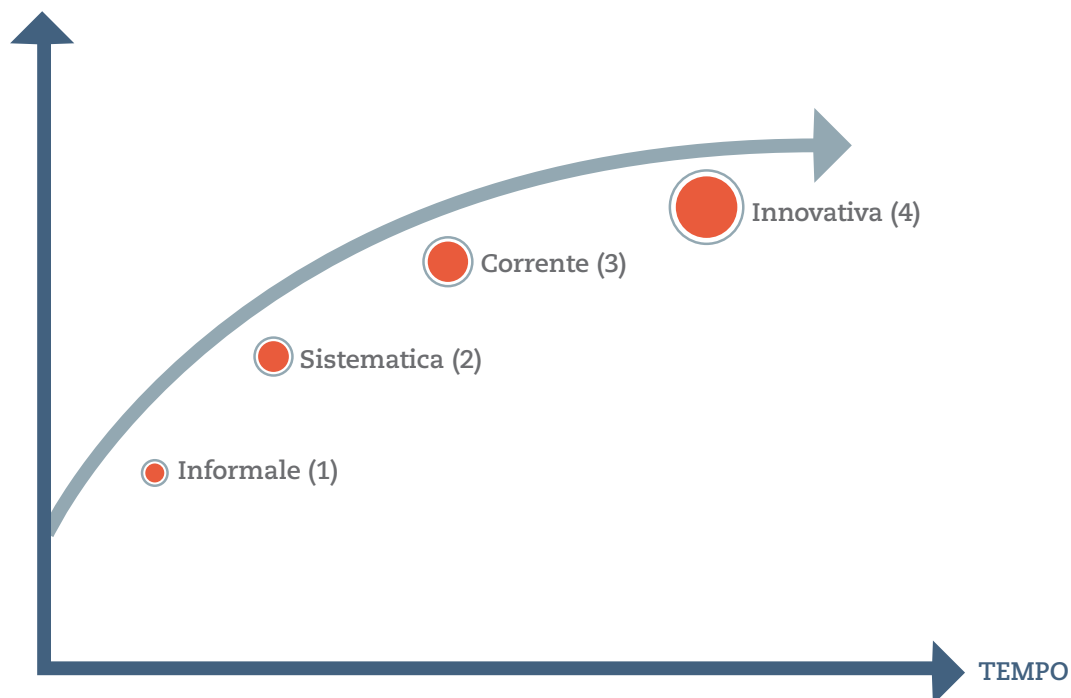 Innovativa (4)
Corrente (3)
Sistematica (2)
Informale (1)
TEMPO